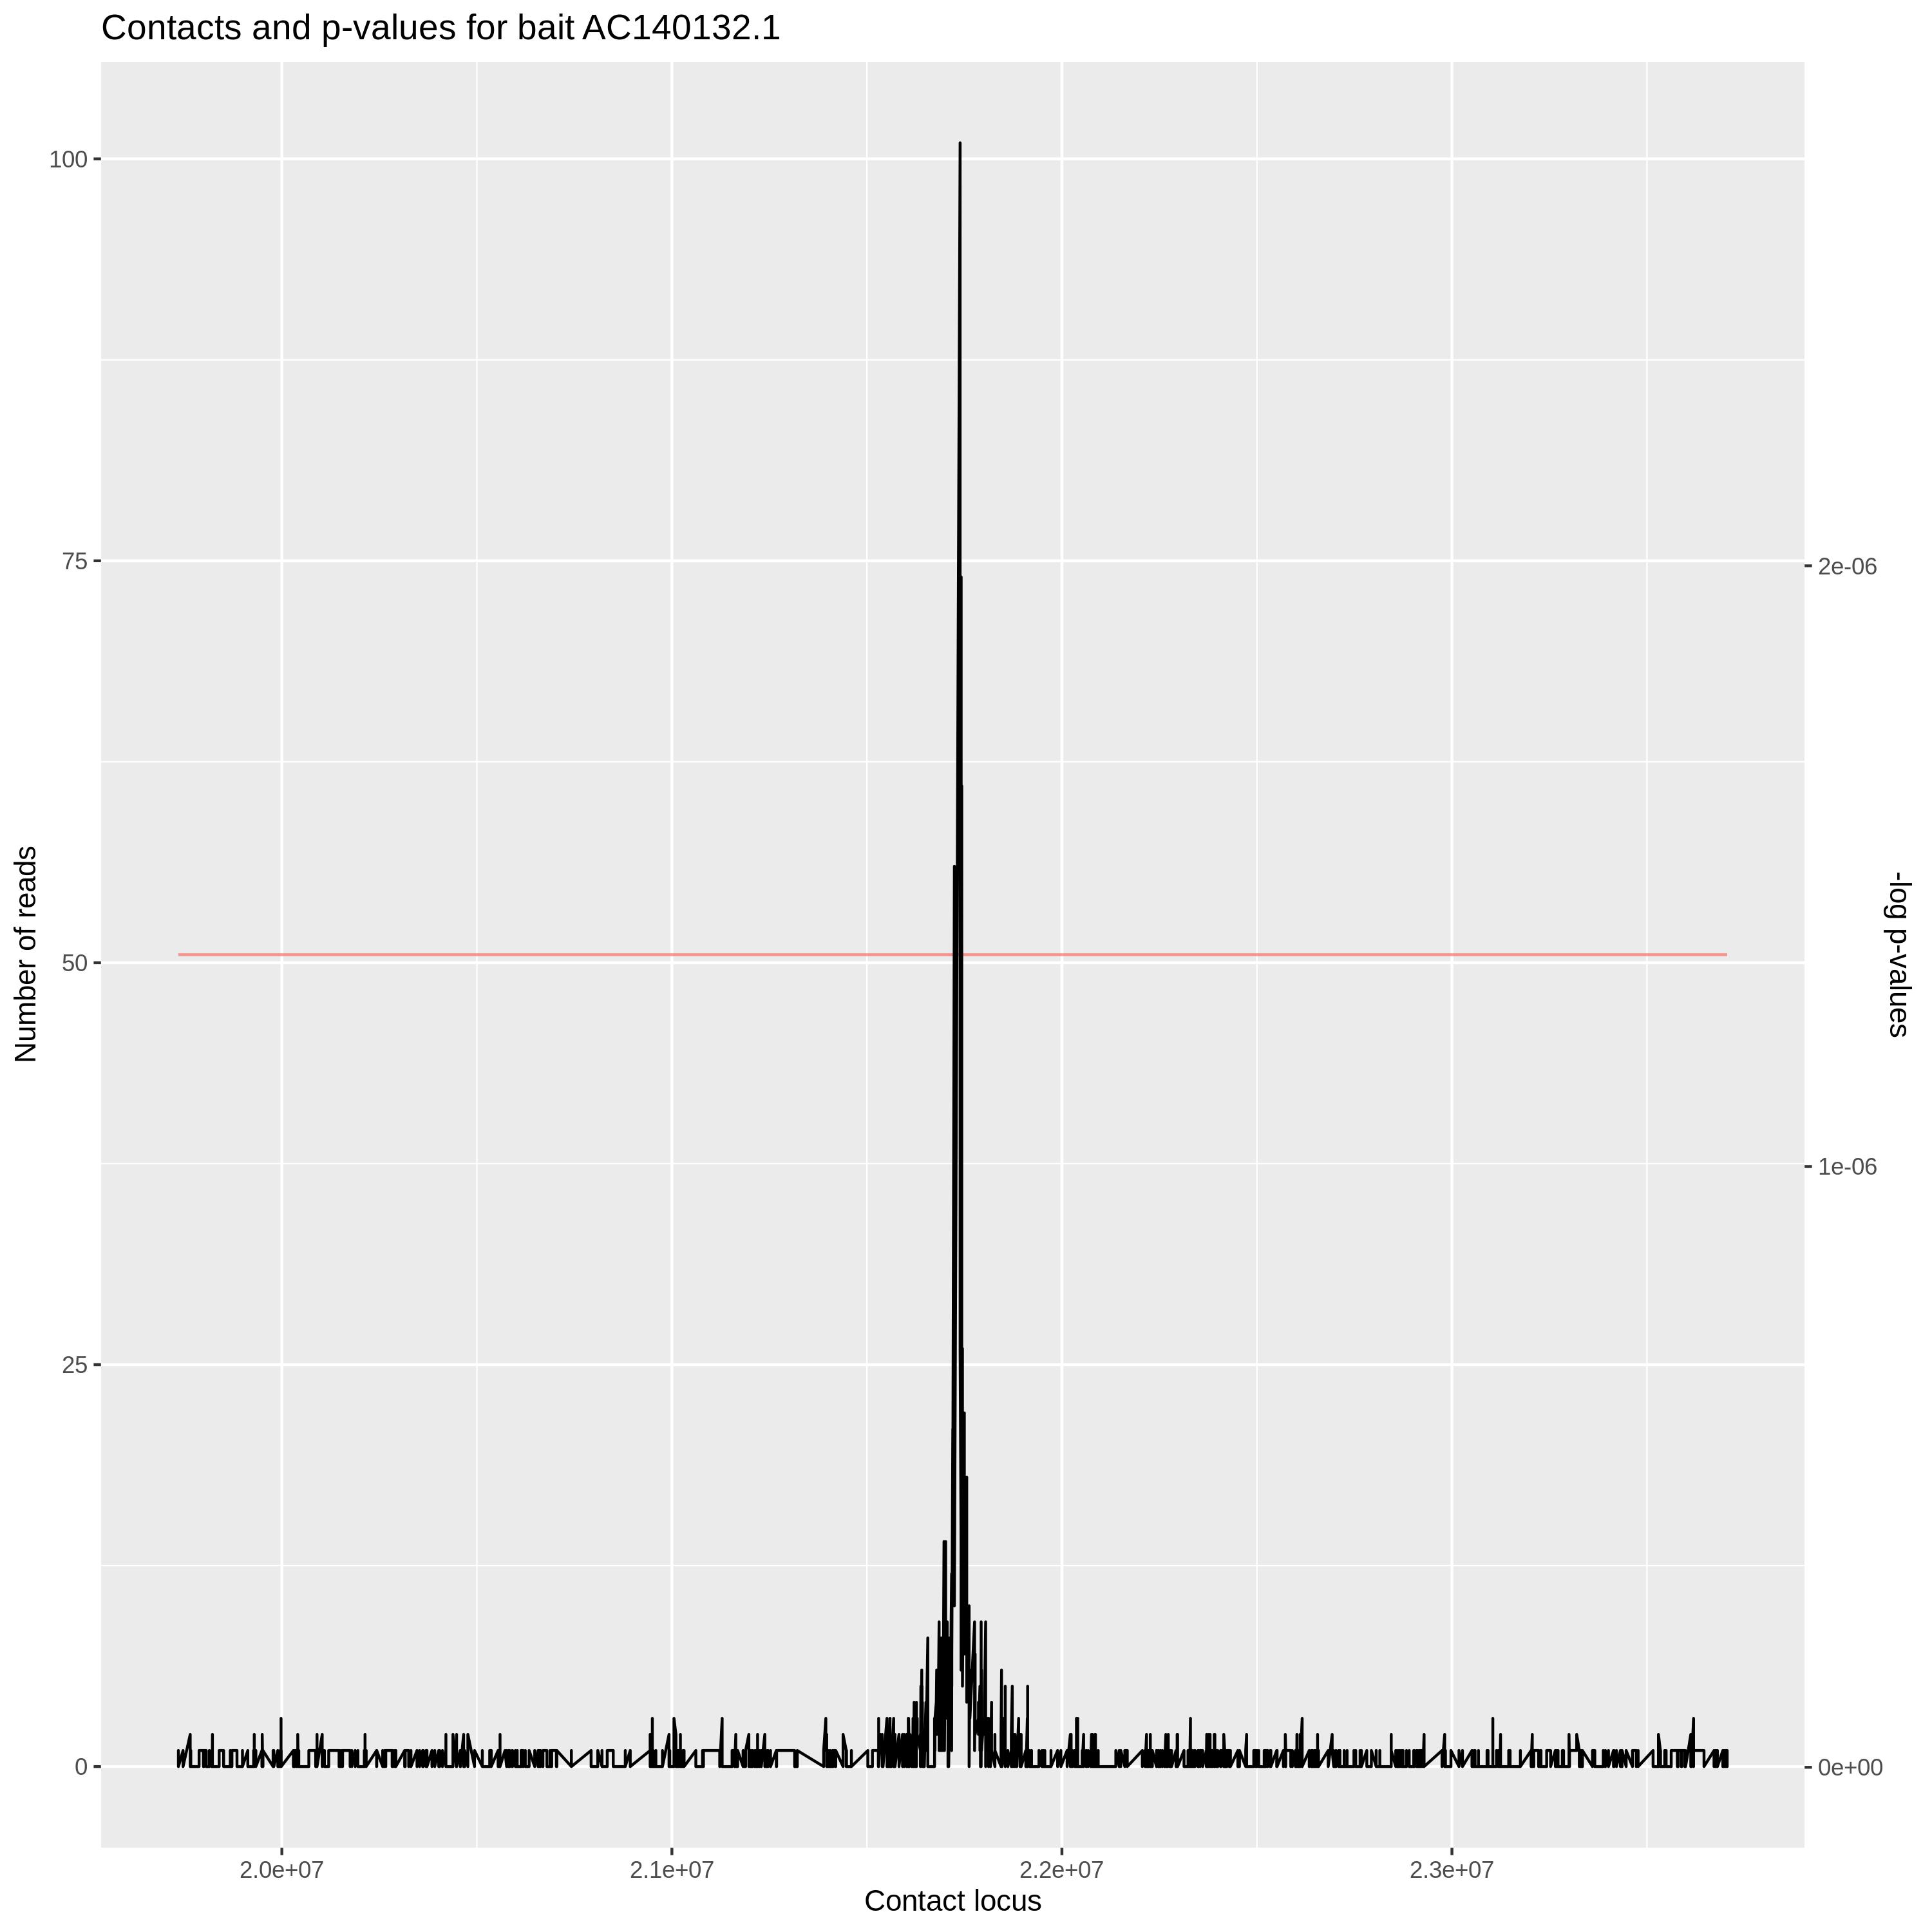 Contacts and p-values for bait AC140132.1
100
75
50
25
0
Number of reads
2e-06
1e-06
0e+00
-log p-values
2.0e+07
2.1e+07
2.2e+07
2.3e+07
Contact locus